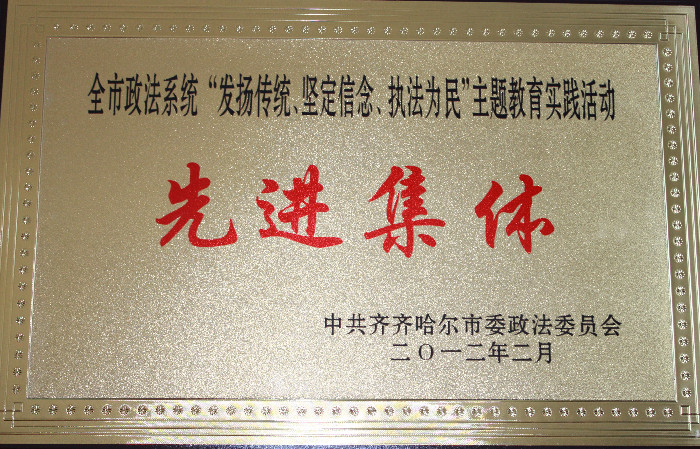 全市政法系统“发扬传统、坚定信念、执法为民”主题教育实践活动
先进集体
中共齐齐哈尔市委政法委员会
二〇一二年二月